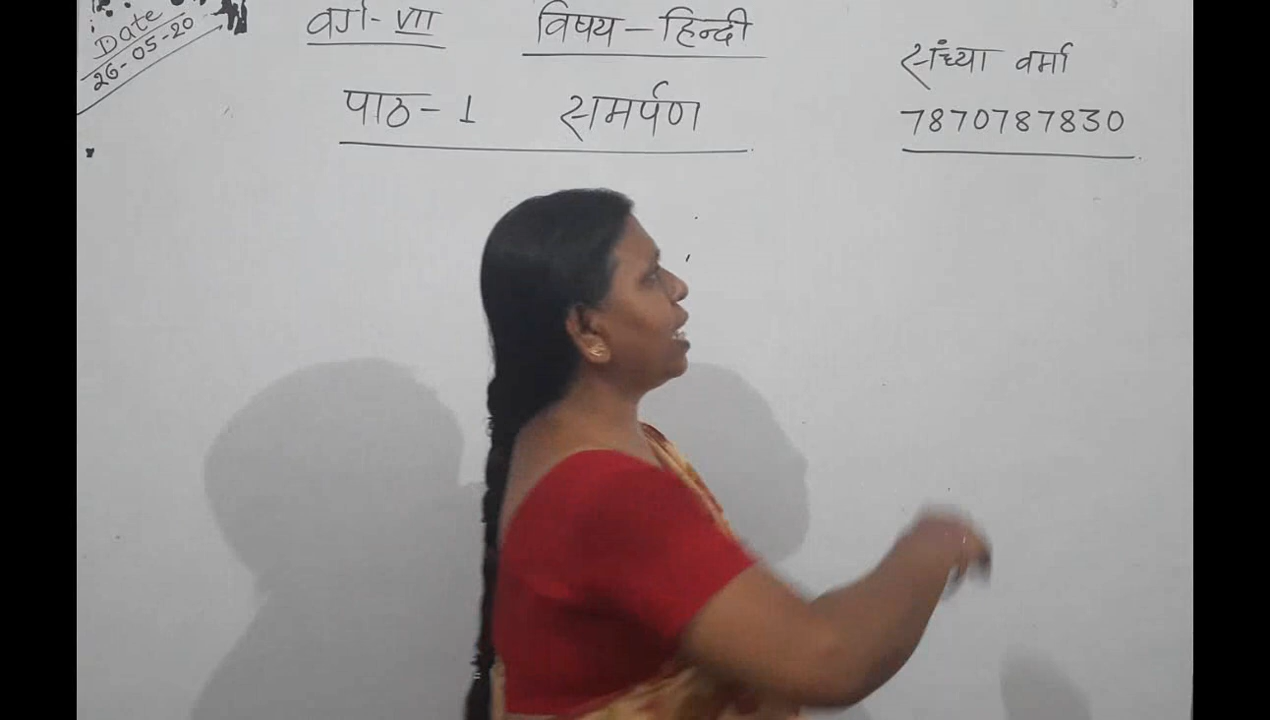 Date
26-05-20
वर्ग- VII
विषय - हिन्दी
पाठ - 1 समर्पण
संध्या वर्मा
7870787830